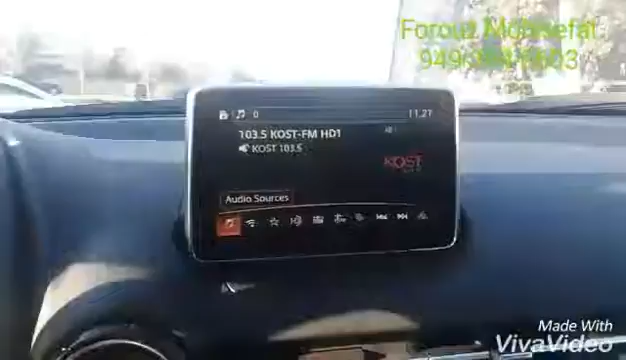 Forouz
0
11:27
103.5 KOST-FM HD1
KOST 103.5
KOST
Audio Sources
Made With
VivaVideo